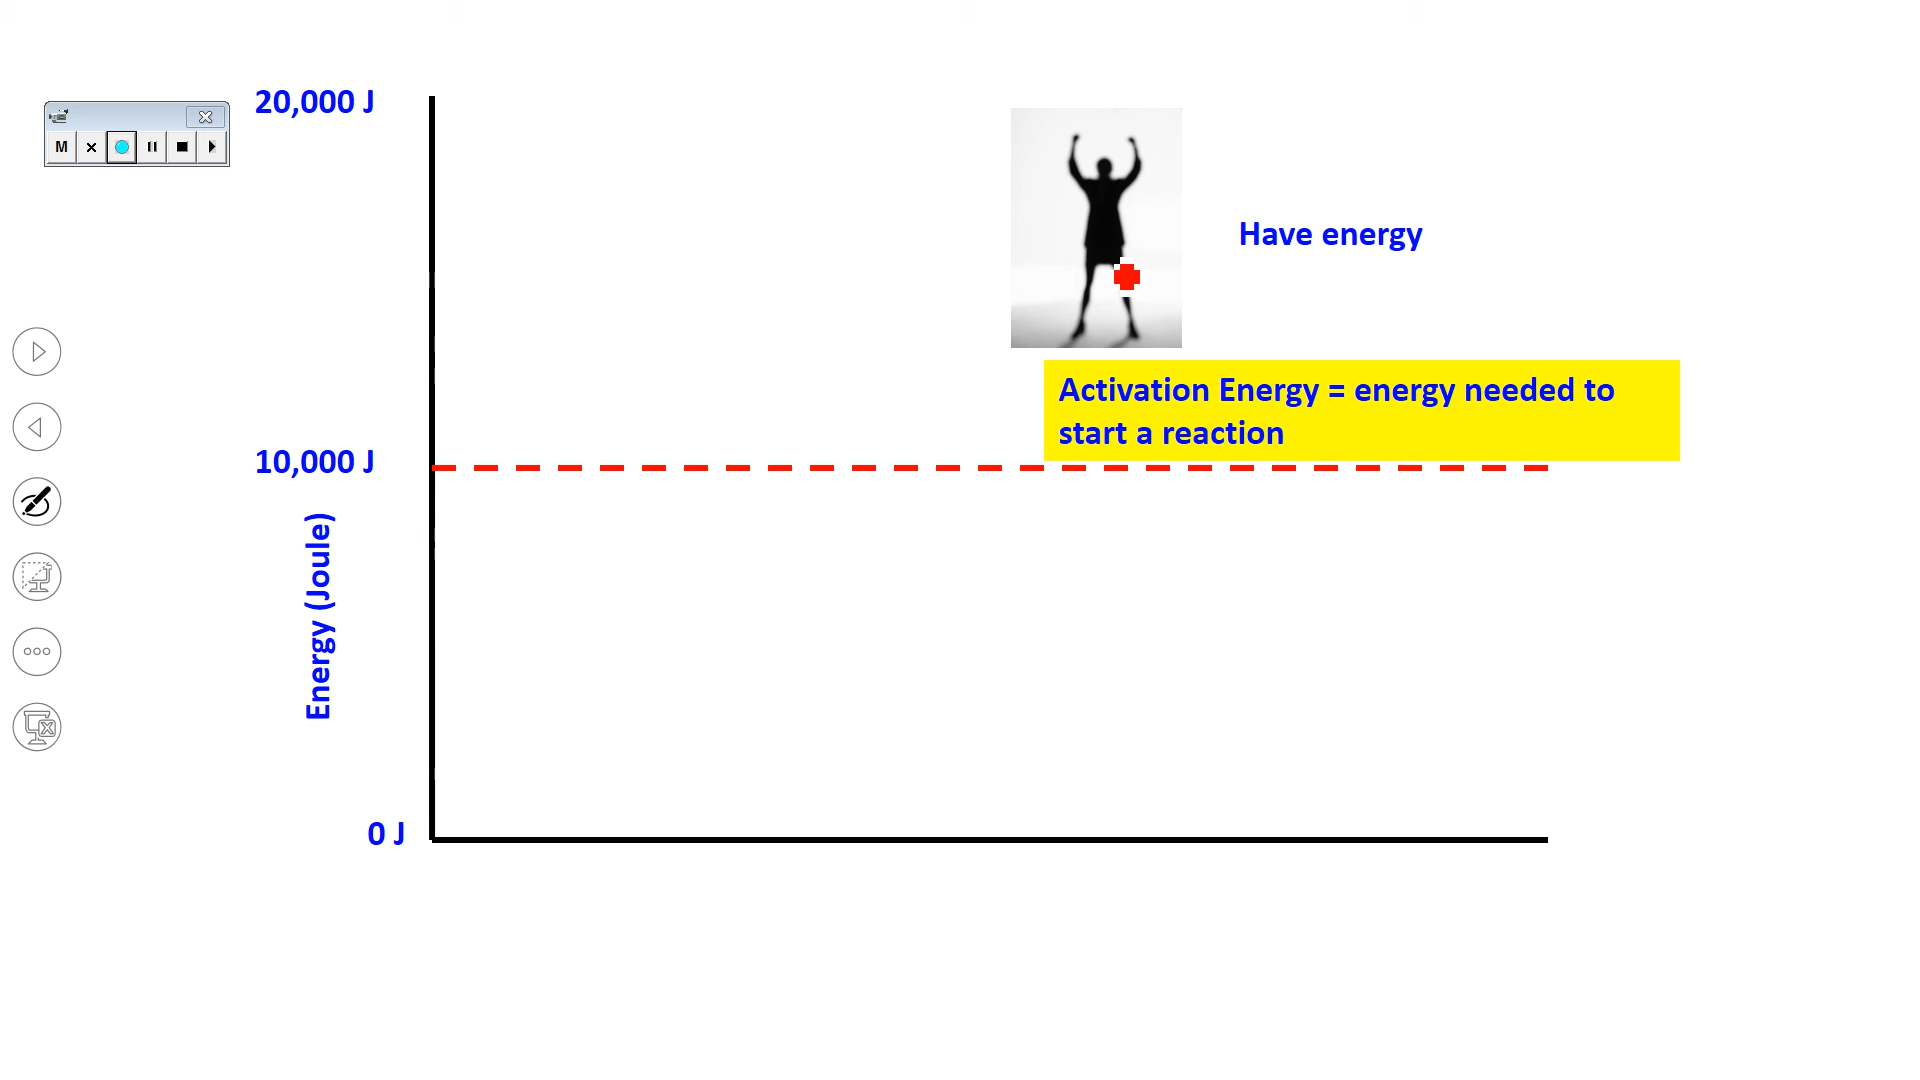 20,000 J
M
Have energy
Activation Energy = energy needed to
start a reaction
10,000 J
Energy (Joule)
0 J